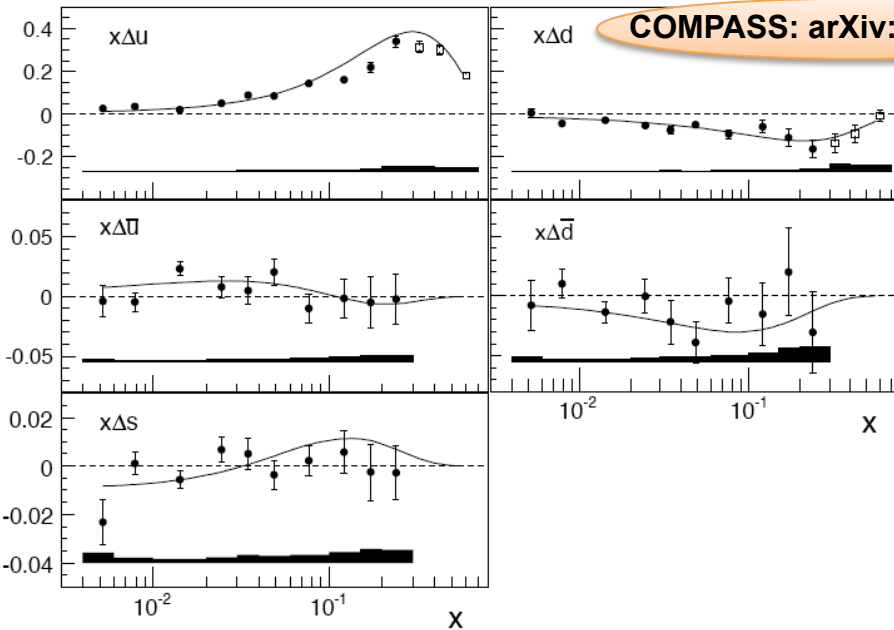 COMPASS: arXiv:
xΔu
xΔd
0.4
0.2
0
-0.2
xΔu̅
xΔd̅
0.05
0
-0.05
xΔs
0.02
0
-0.02
-0.04
10⁻² 10⁻¹
x
10⁻² 10⁻¹
x